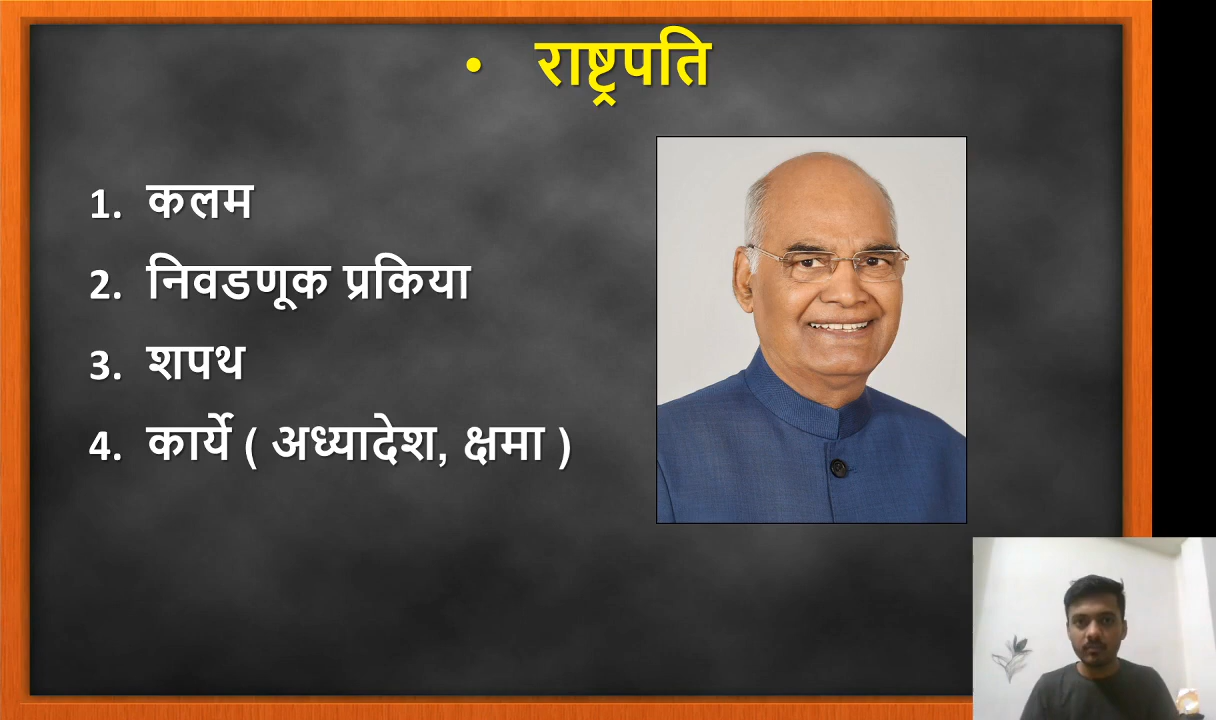 • राष्ट्रपति
1. कलम
2. निवडणूक प्रकिया
3. शपथ
4. कार्ये ( अध्यादेश, क्षमा )